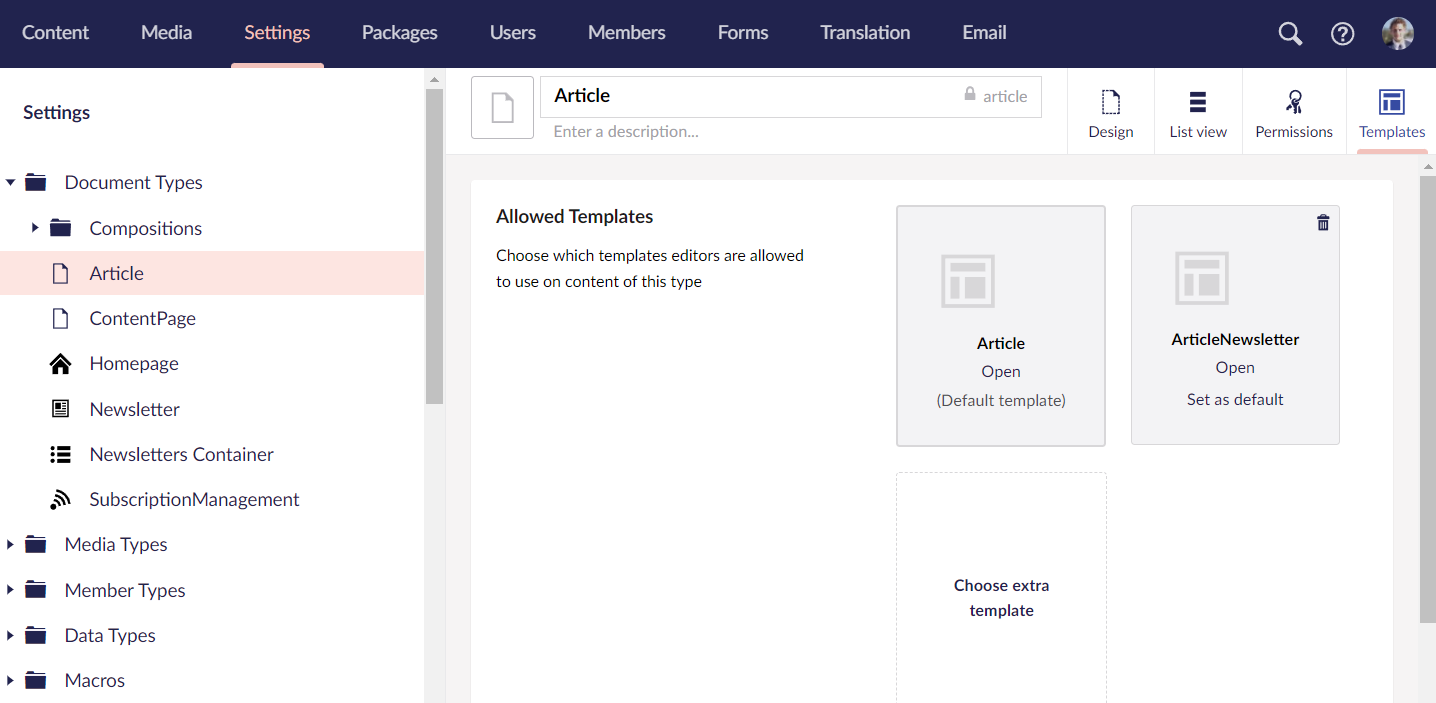 Content Media Settings Packages Users Members Forms Translation Email
Settings
Document Types
Compositions
Article
ContentPage
Homepage
Newsletter
Newsletters Container
SubscriptionManagement
Media Types
Member Types
Data Types
Macros
Article article
Enter a description...
Design List view Permissions Templates
Allowed Templates
Choose which templates editors are allowed
to use on content of this type
Article
Open
(Default template)
ArticleNewsletter
Open
Set as default
Choose extra
template